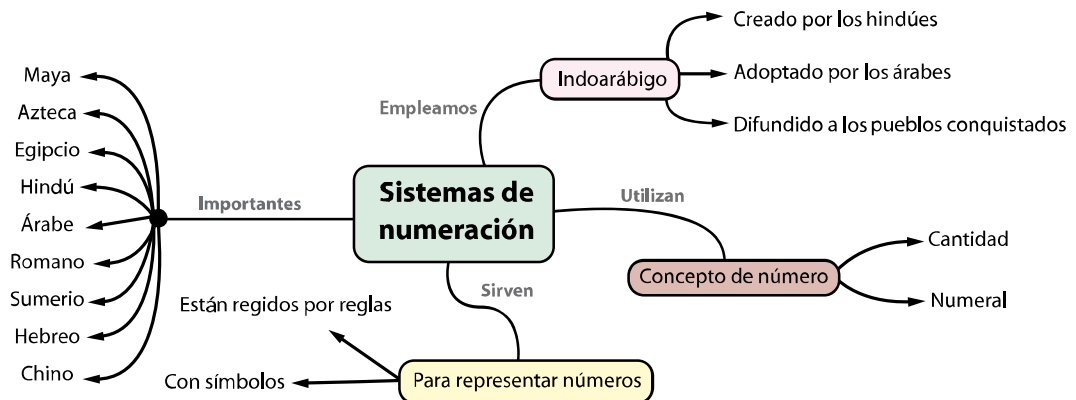 Sistemas de
numeración
Importantes
Maya
Azteca
Egipcio
Hindú
Árabe
Romano
Sumerio
Hebreo
Chino
Empleamos
Indoarábigo
Creado por los hindúes
Adoptado por los árabes
Difundido a los pueblos conquistados
Utilizan
Concepto de número
Cantidad
Numeral
Sirven
Para representar números
Están regidos por reglas
Con símbolos